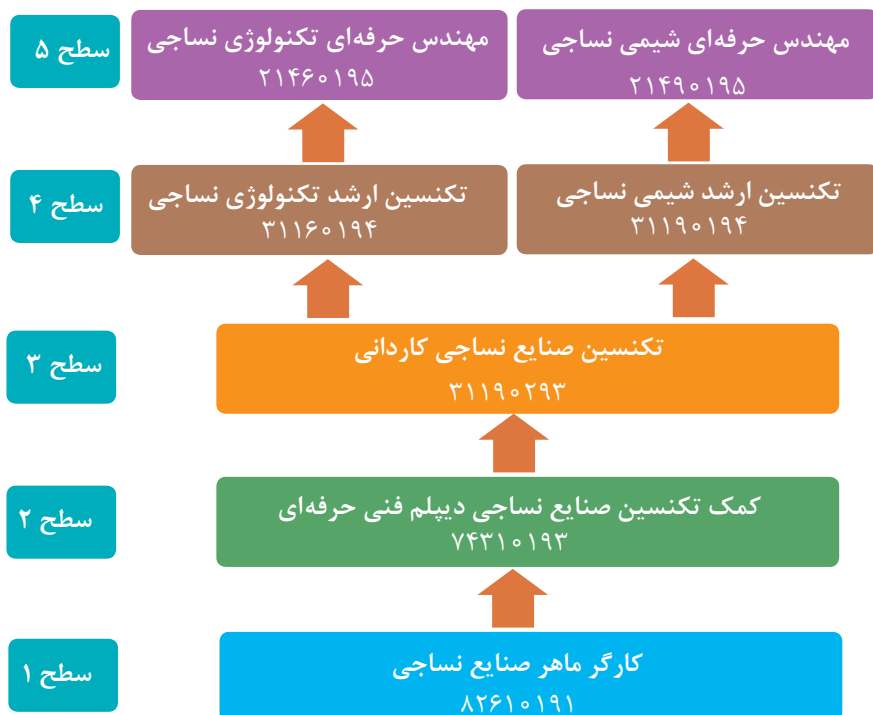 مهندس حرفه‌ای شیمی نساجی
۲۱۴۹۰۱۹۵
مهندس حرفه‌ای تکنولوژی نساجی
۲۱۴۶۰۱۹۵
سطح ۵
تکنسین ارشد شیمی نساجی
۳۱۱۹۰۱۹۴
تکنسین ارشد تکنولوژی نساجی
۳۱۱۶۰۱۹۴
سطح ۴
تکنسین صنایع نساجی کاردانی
۳۱۱۹۰۲۹۳
سطح ۳
کمک تکنسین صنایع نساجی دیپلم فنی حرفه‌ای
۷۴۳۱۰۱۹۳
سطح ۲
کارگر ماهر صنایع نساجی
۸۲۶۱۰۱۹۱
سطح ۱